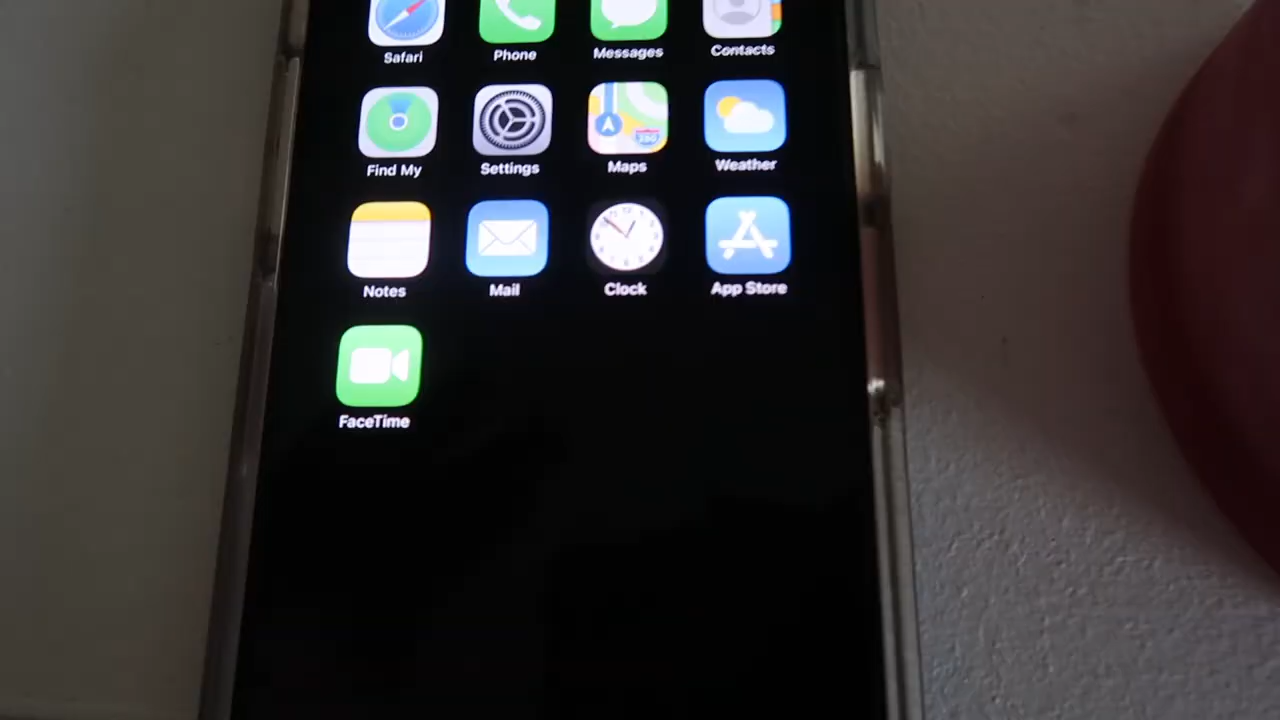 Safari Phone Messages Contacts
Find My Settings Maps Weather
Notes Mail Clock App Store
FaceTime